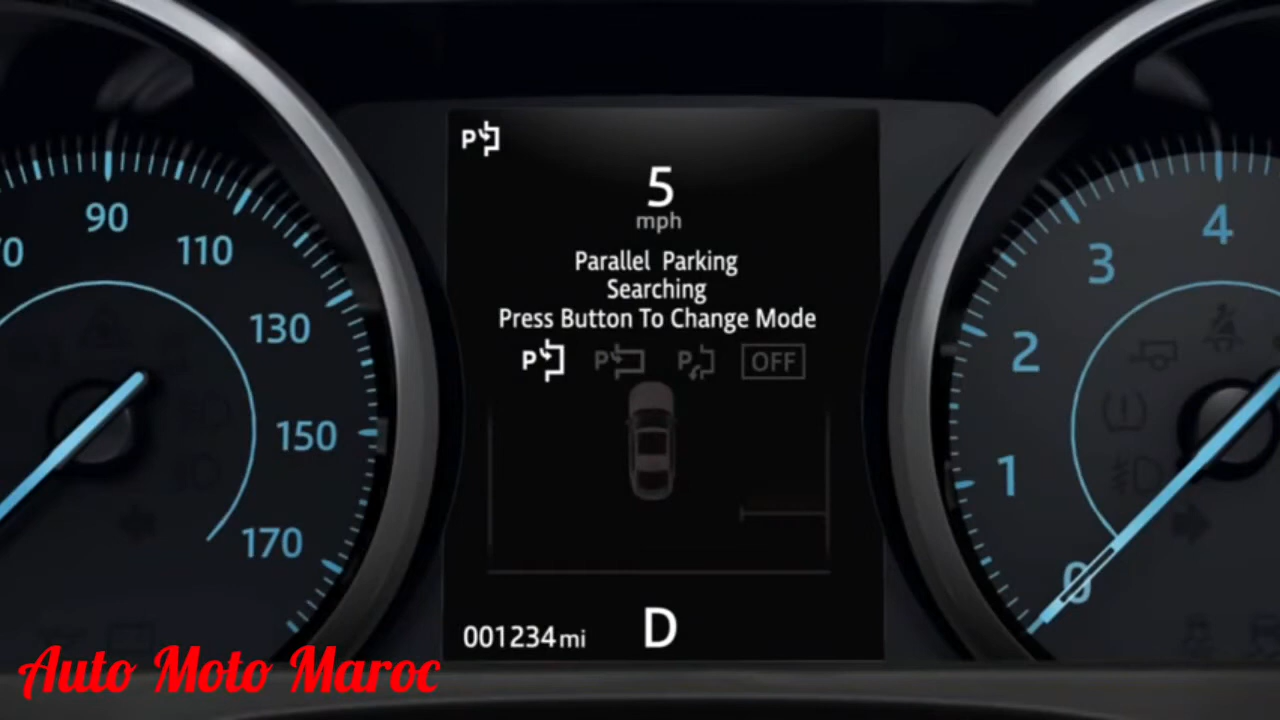 5
mph
Parallel Parking
Searching
Press Button To Change Mode
P P P OFF
001234 mi D
90
110
130
150
170
4
3
2
1
0
Auto Moto Maroc